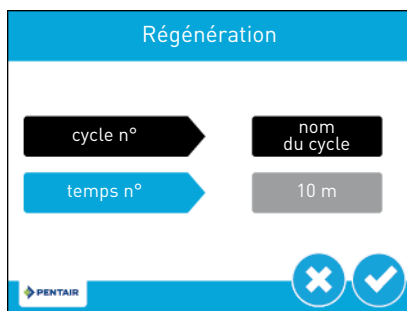 Régénération
cycle n°
nom
du cycle
temps n°
10 m
PENTAIR